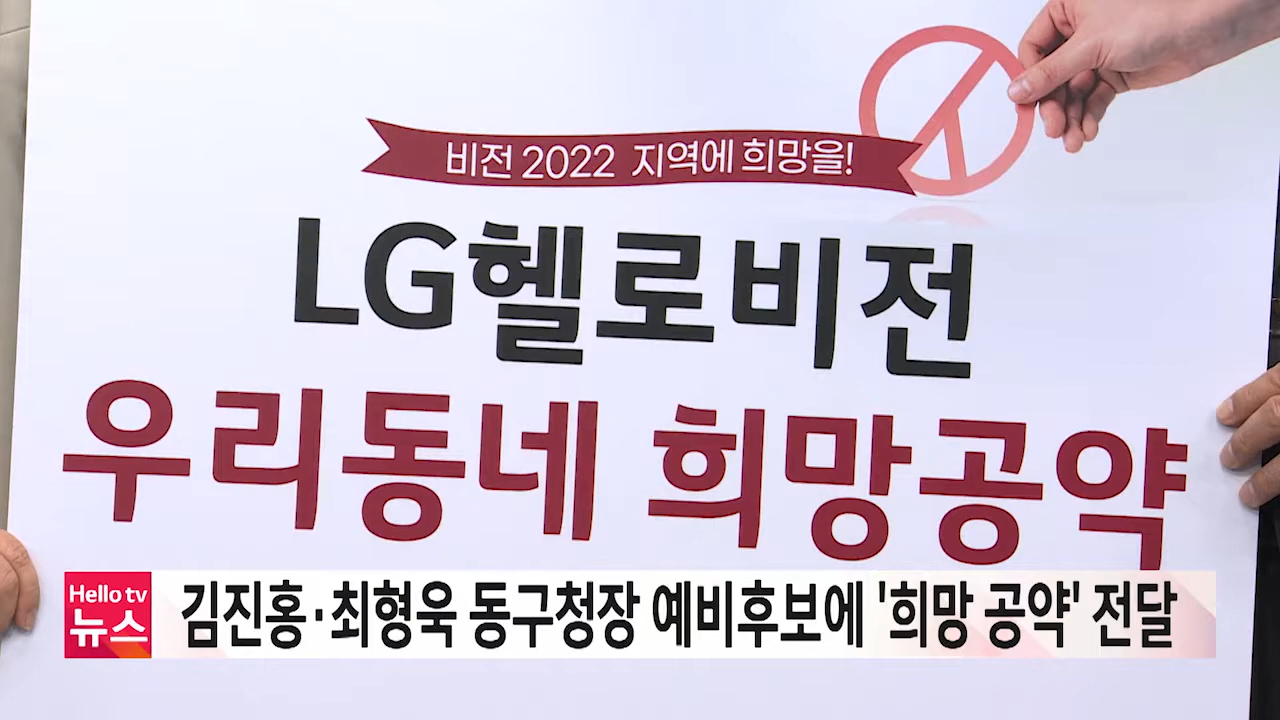 비전 2022 지역에 희망을!
LG헬로비전
우리동네 희망공약
Hello tv
뉴스
김진홍·최형욱 동구청장 예비후보에 '희망 공약' 전달